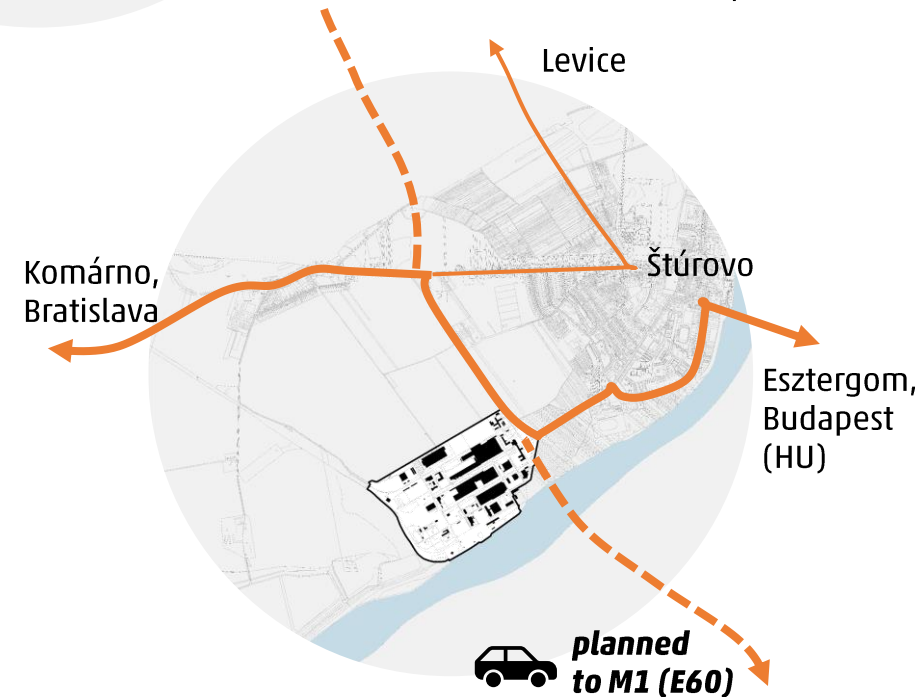 Levice
Štúrovo
Komárno,
Bratislava
Esztergom,
Budapest
(HU)
planned
to M1 (E60)